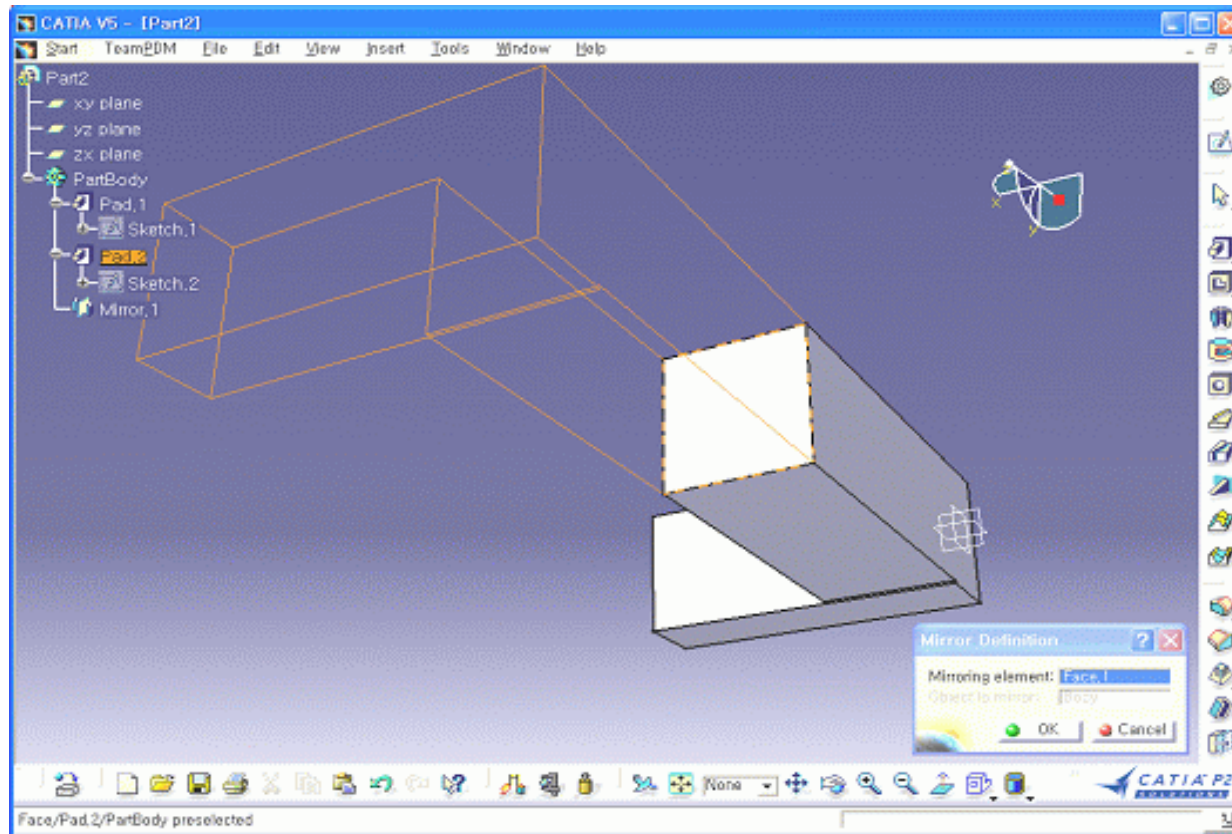 CATIA V5 - [Part2]
Start TeamPDM File Edit View Insert Tools Window Help
Part2
xy plane
yz plane
zx plane
PartBody
Pad.1
Sketch.1
Pad.2
Sketch.2
Mirror.1
x
y
Mirror Definition
Mirroring element: Face.1
Object to mirror: Body
OK Cancel
None
CATIA P2
SOLUTIONS
Face/Pad.2/PartBody preselected